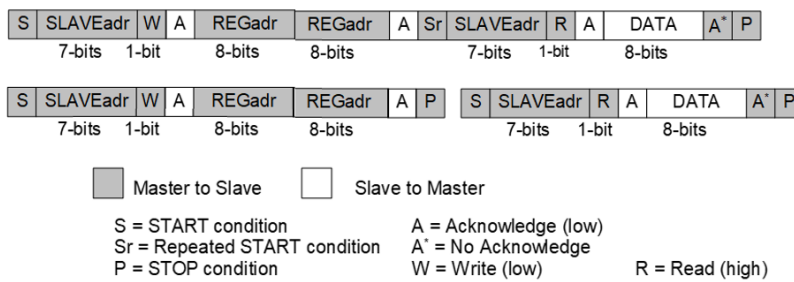 S SLAVEadr W A REGadr REGadr A Sr SLAVEadr R A DATA A* P
7-bits 1-bit 8-bits 8-bits 7-bits 1-bit 8-bits
S SLAVEadr W A REGadr REGadr A P S SLAVEadr R A DATA A* P
7-bits 1-bit 8-bits 8-bits 7-bits 1-bit 8-bits
Master to Slave Slave to Master
S = START condition A = Acknowledge (low)
Sr = Repeated START condition A* = No Acknowledge
P = STOP condition W = Write (low) R = Read (high)